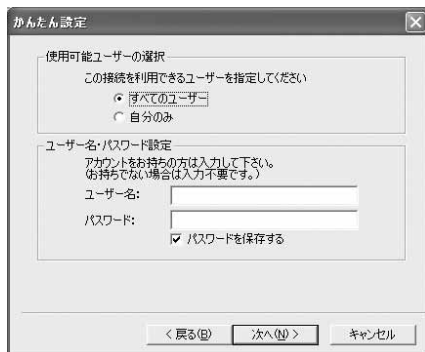 かんたん設定
使用可能ユーザーの選択
この接続を利用できるユーザーを指定してください
すべてのユーザー
自分のみ
ユーザー名・パスワード設定
アカウントをお持ちの方は入力して下さい。
(お持ちでない場合は入力不要です。)
ユーザー名:
パスワード:
パスワードを保存する
< 戻る(B)
次へ(N) >
キャンセル